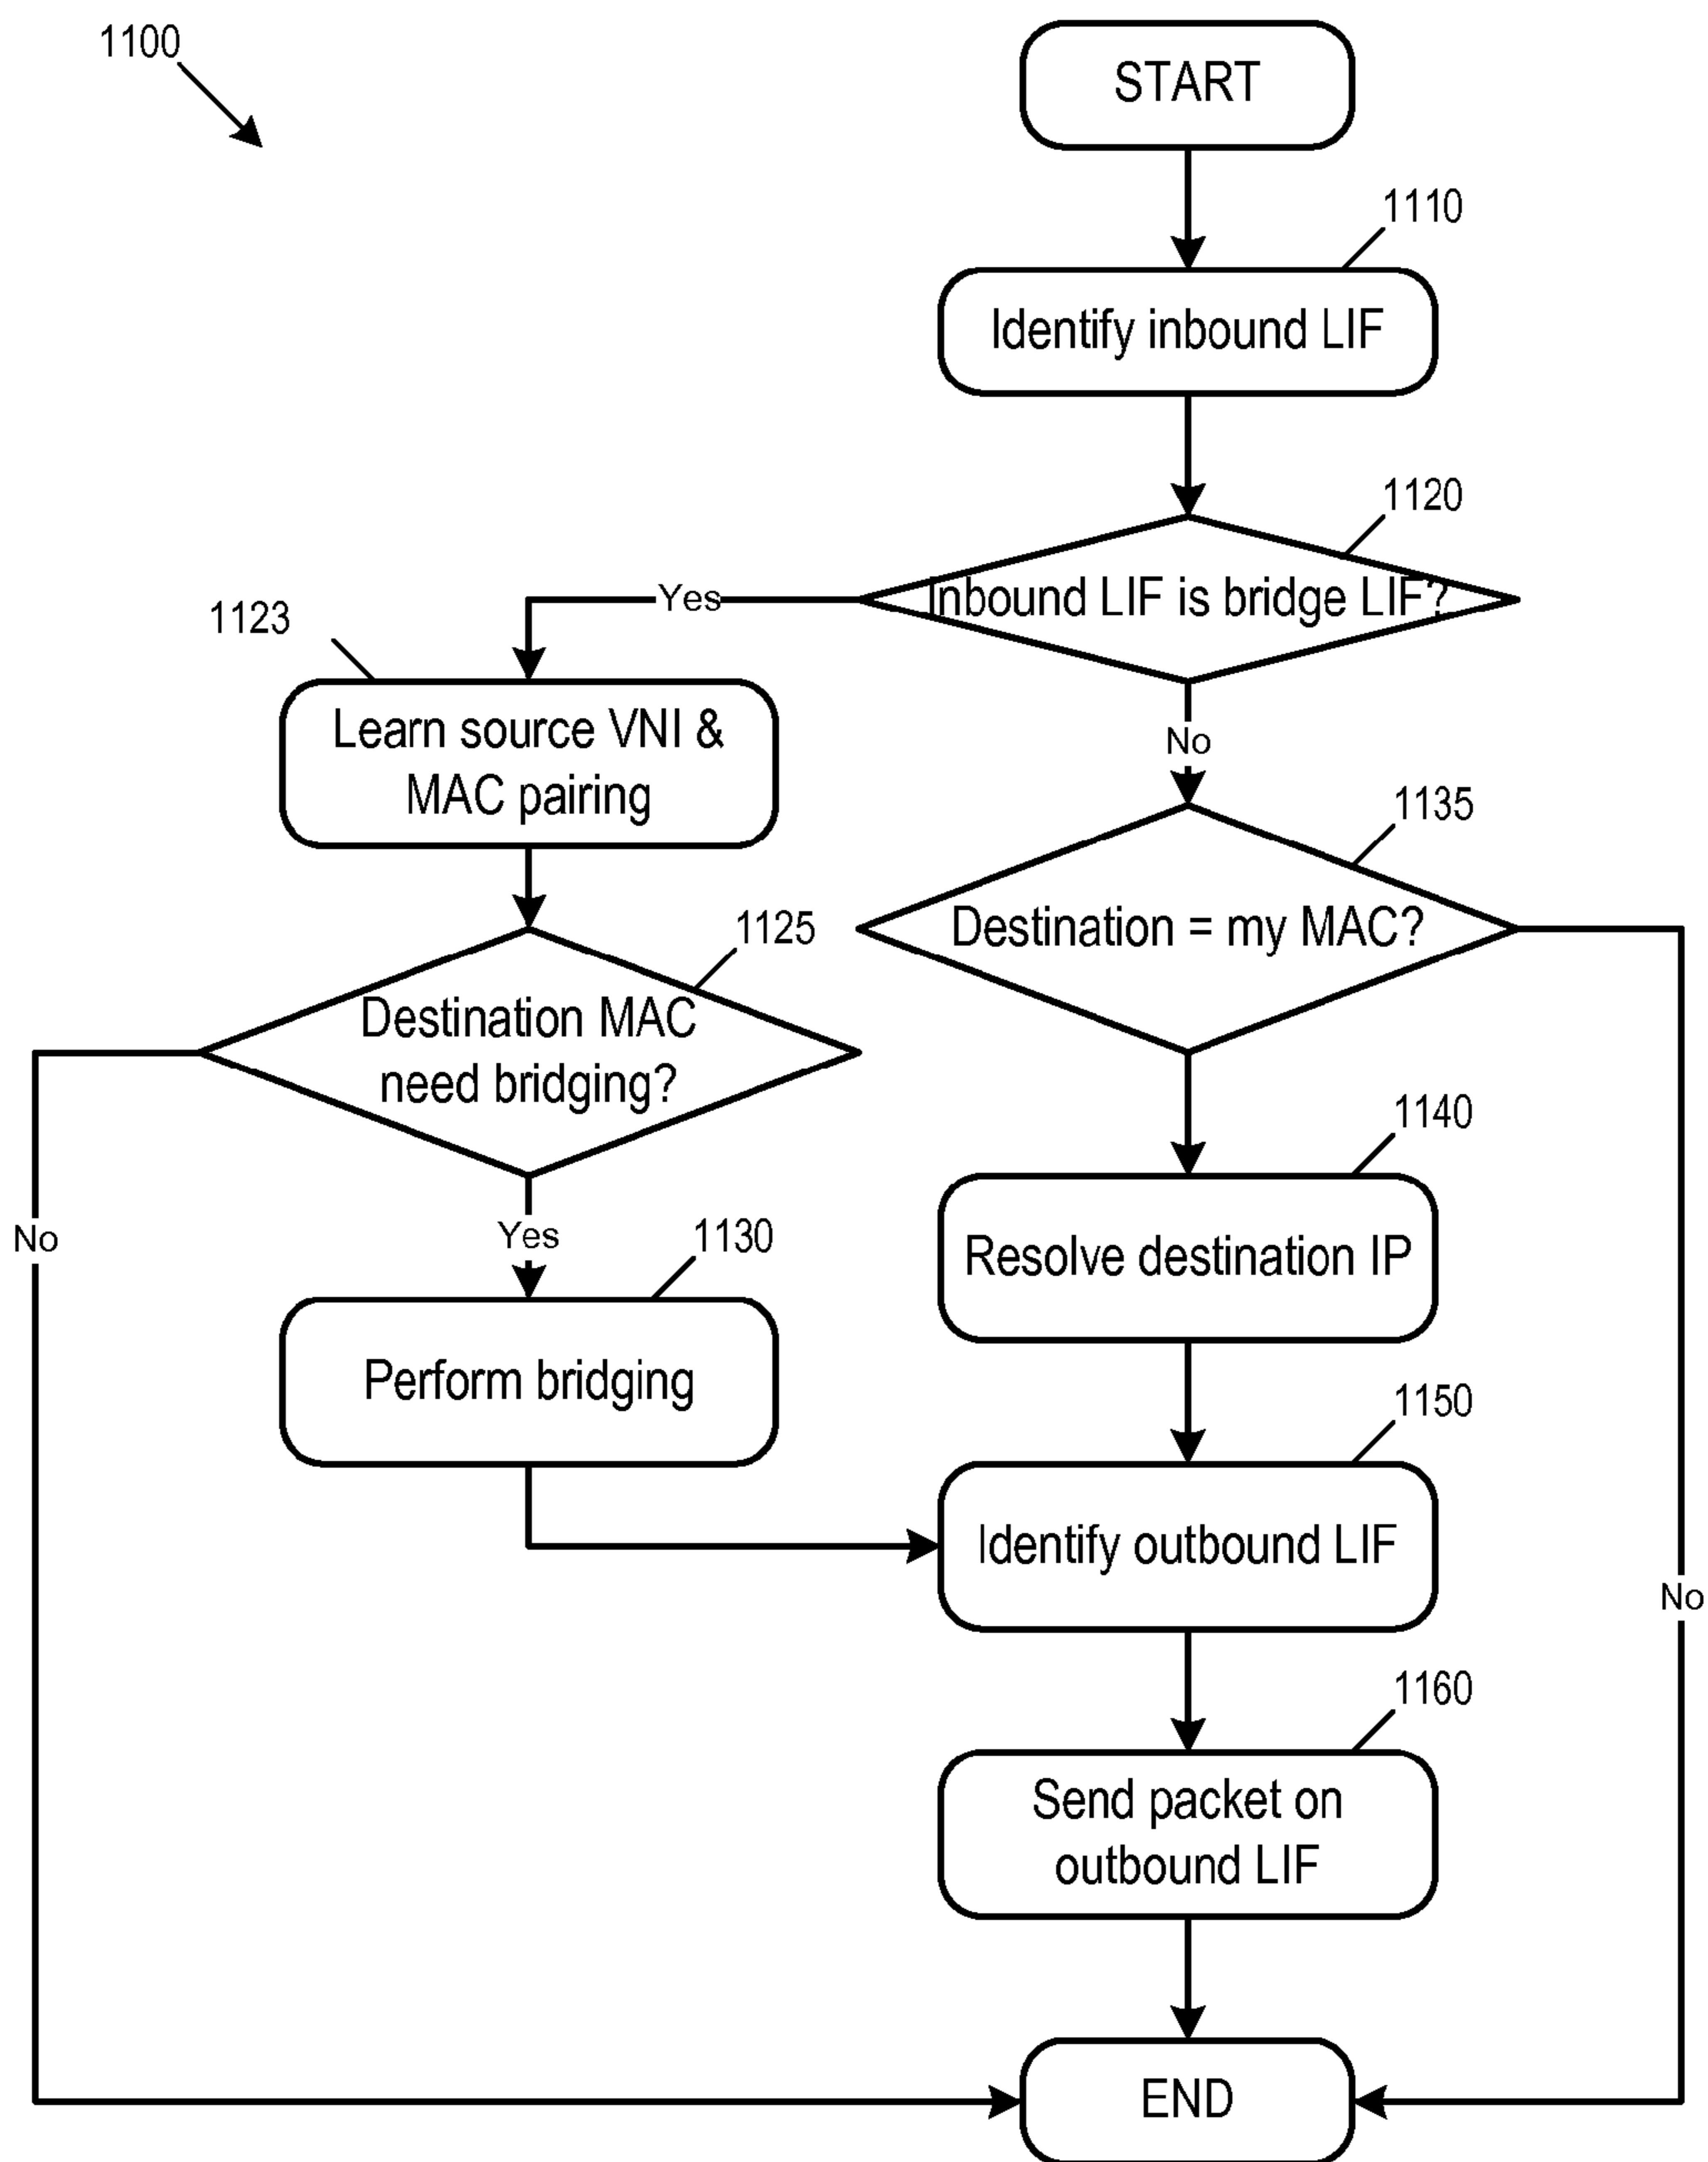 1100
START
1110
Identify inbound LIF
1120
Inbound LIF is bridge LIF?
Yes
1123
Learn source VNI &
MAC pairing
No
1135
Destination = my MAC?
1125
Destination MAC
need bridging?
1140
Resolve destination IP
No
Yes
1130
Perform bridging
1150
Identify outbound LIF
No
1160
Send packet on
outbound LIF
END